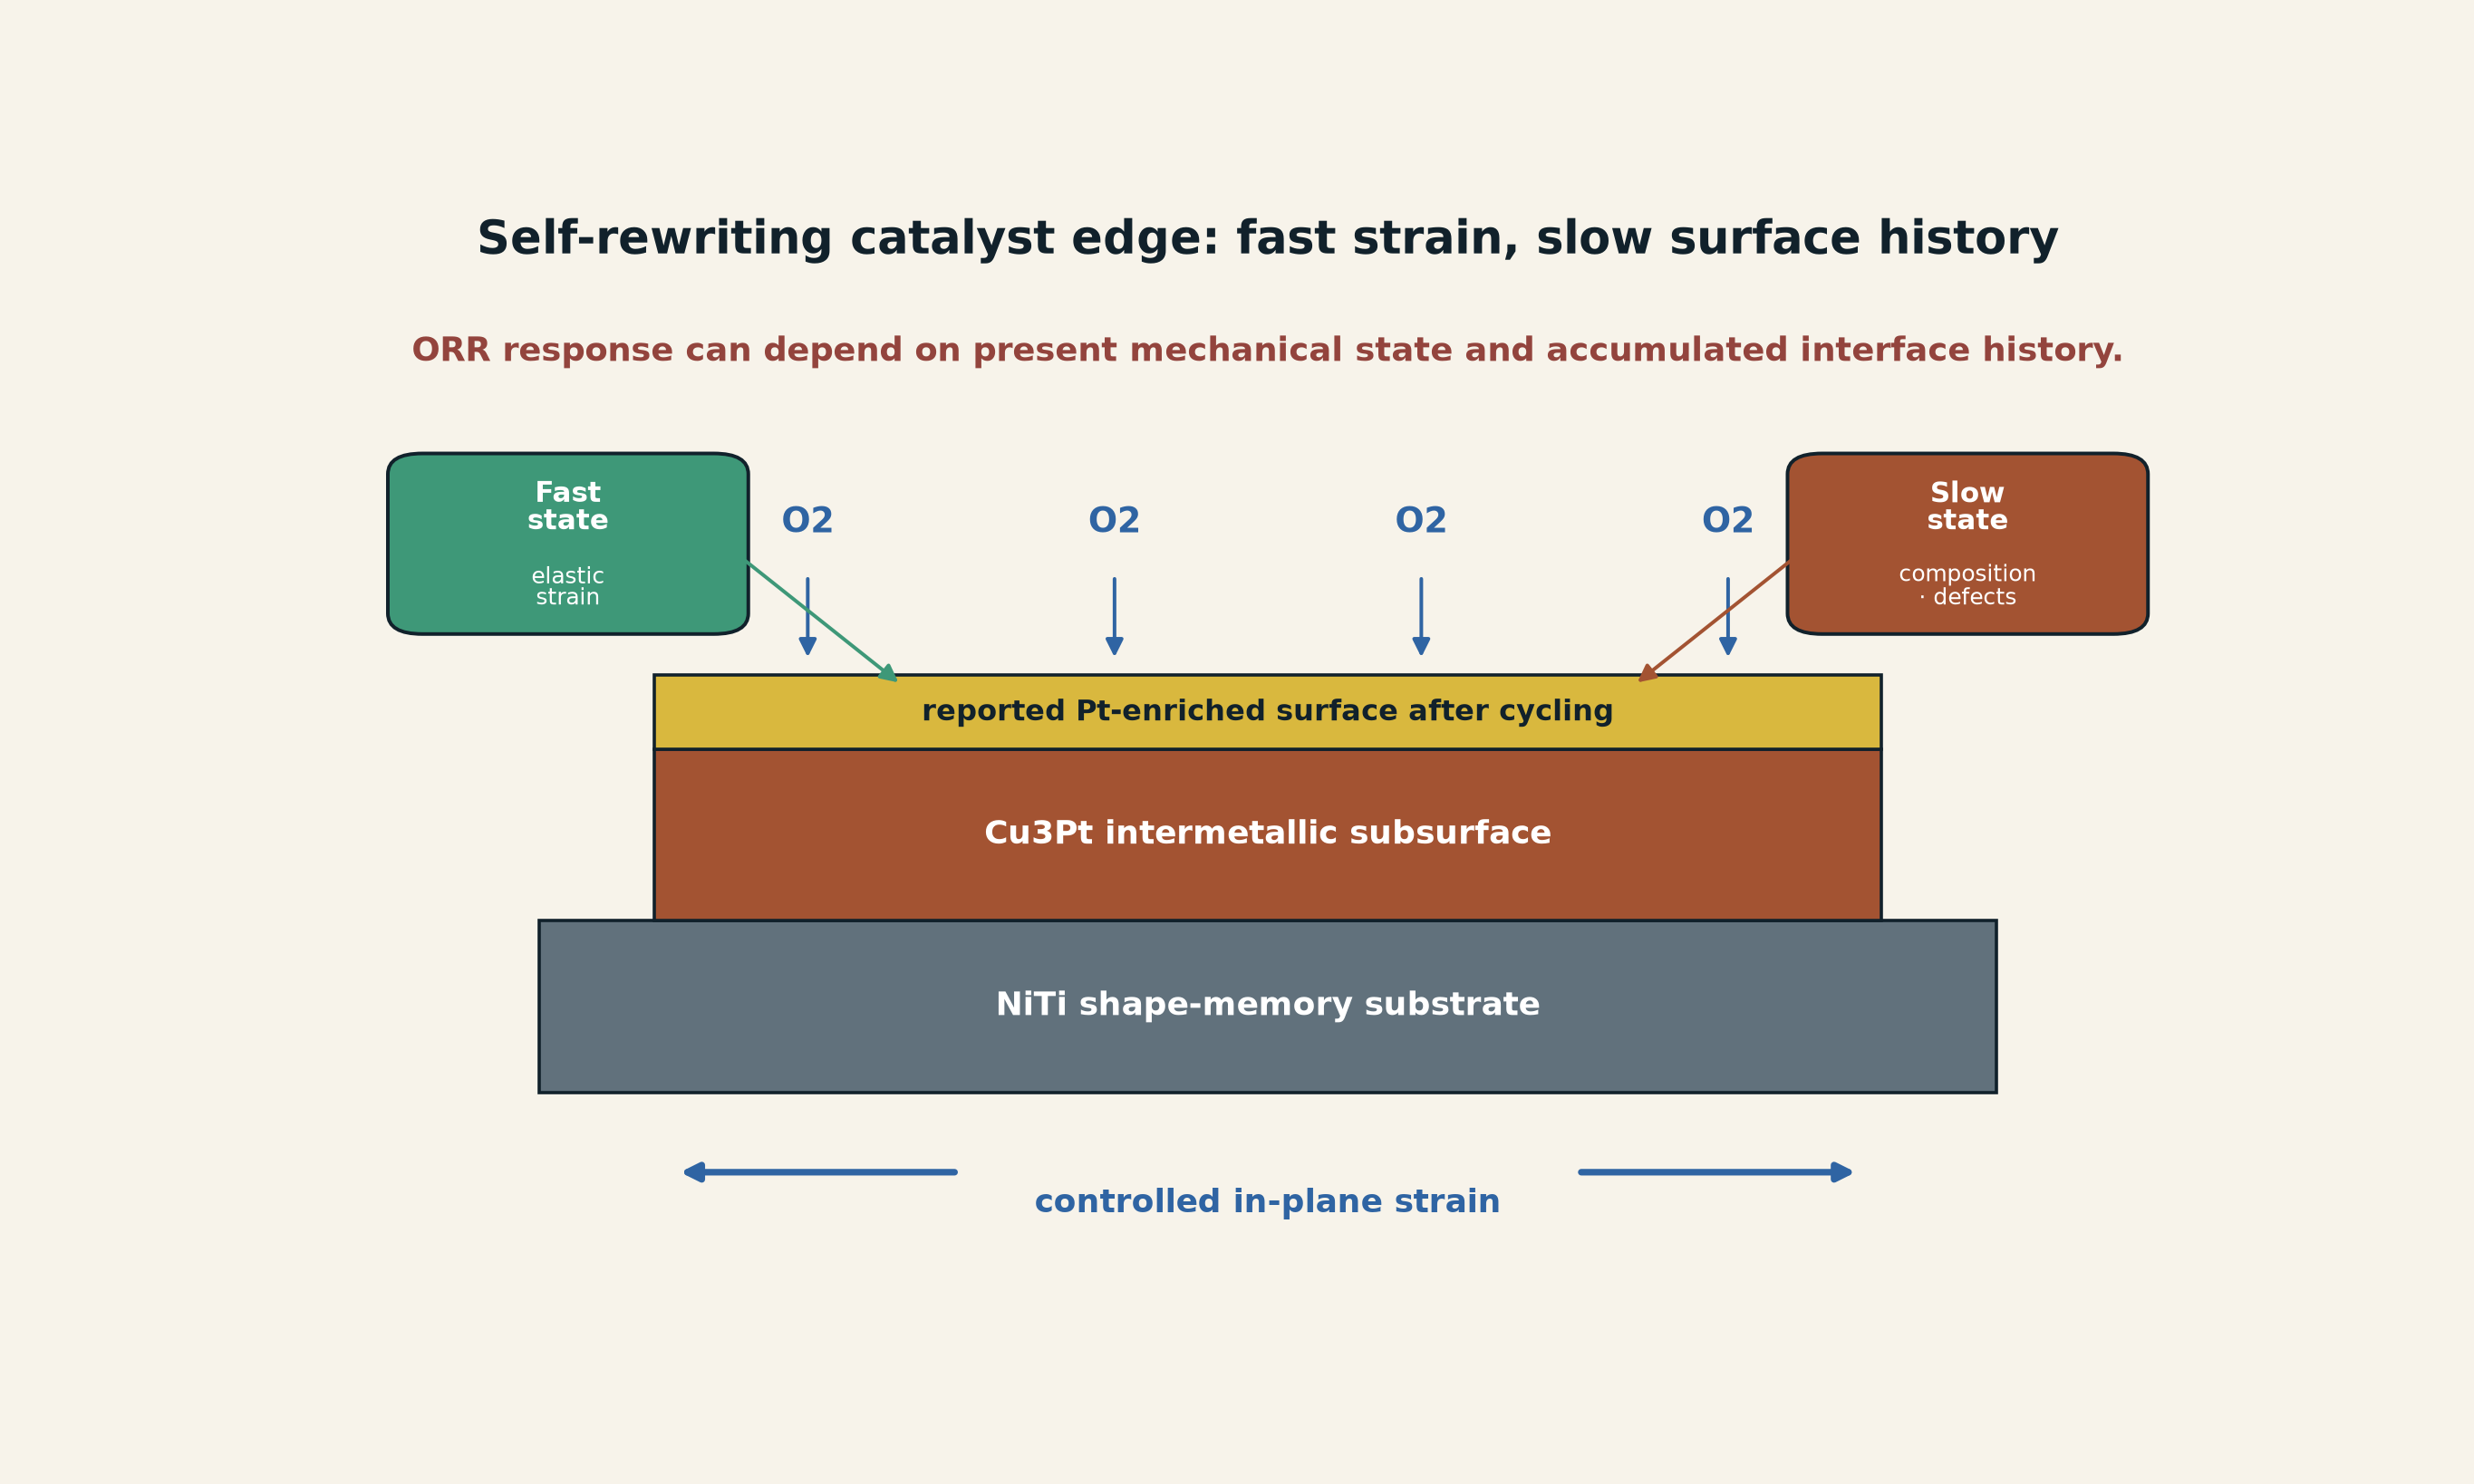 Self-rewriting catalyst edge: fast strain, slow surface history
ORR response can depend on present mechanical state and accumulated interface history.
Fast
state
elastic
strain
O2
O2
O2
O2
Slow
state
composition
· defects
reported Pt-enriched surface after cycling
Cu3Pt intermetallic subsurface
NiTi shape-memory substrate
controlled in-plane strain